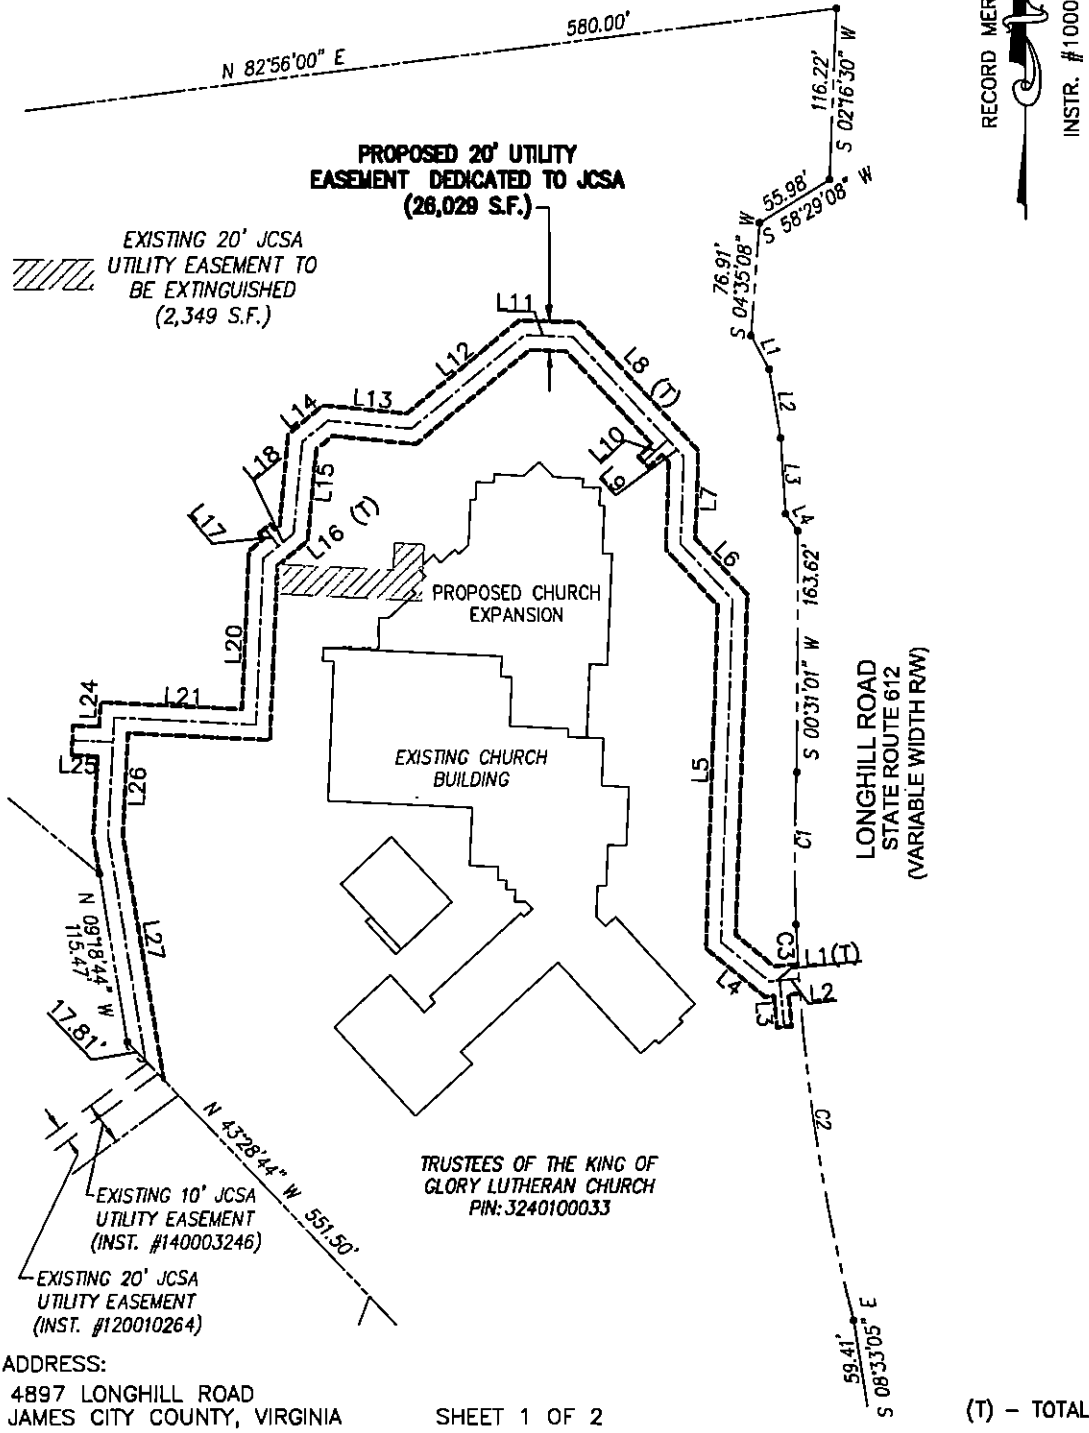 580.00'
N 82°56'00" E
116.22'
S 02°16'30" W
RECORD MER
INSTR. #1000
PROPOSED 20' UTILITY
EASEMENT DEDICATED TO JCSA
(26,029 S.F.)
55.98'
S 58°29'08" W
76.91'
S 04°35'08" W
EXISTING 20' JCSA
UTILITY EASEMENT TO
BE EXTINGUISHED
(2,349 S.F.)
L11
L12
L8 (T)
L1
L2
L3
L4
L13
L14
L18
L15
L10
L9
L7
L17
L16 (T)
L6
163.62'
S 00°31'01" W
PROPOSED CHURCH
EXPANSION
L20
L24
L21
L25
L26
EXISTING CHURCH
BUILDING
L5
LONGHILL ROAD
STATE ROUTE 612
(VARIABLE WIDTH R/W)
C1
N 09°18'44" W
115.47'
L27
C3
L1(T)
L4
L2
L3
17.81'
C2
N 43°28'44" W 551.50'
TRUSTEES OF THE KING OF
GLORY LUTHERAN CHURCH
PIN: 3240100033
EXISTING 10' JCSA
UTILITY EASEMENT
(INST. #140003246)
EXISTING 20' JCSA
UTILITY EASEMENT
(INST. #120010264)
59.41'
S 08°33'05" E
ADDRESS:
4897 LONGHILL ROAD
JAMES CITY COUNTY, VIRGINIA
SHEET 1 OF 2
(T) - TOTAL